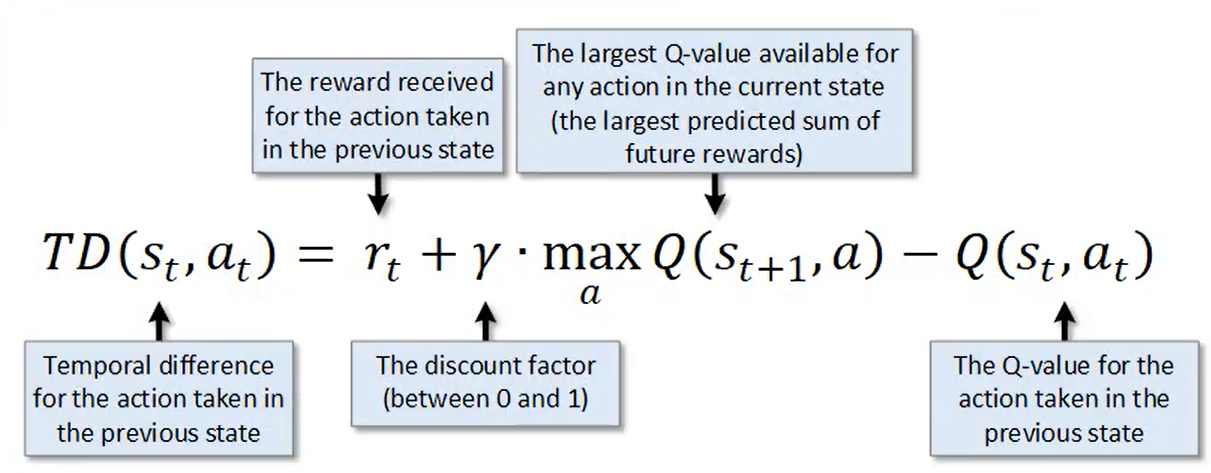 The reward received
for the action taken
in the previous state
The largest Q-value available for
any action in the current state
(the largest predicted sum of
future rewards)
TD(s_t, a_t) = r_t + γ · max_a Q(s_{t+1}, a) − Q(s_t, a_t)
Temporal difference
for the action taken in
the previous state
The discount factor
(between 0 and 1)
The Q-value for the
action taken in the
previous state